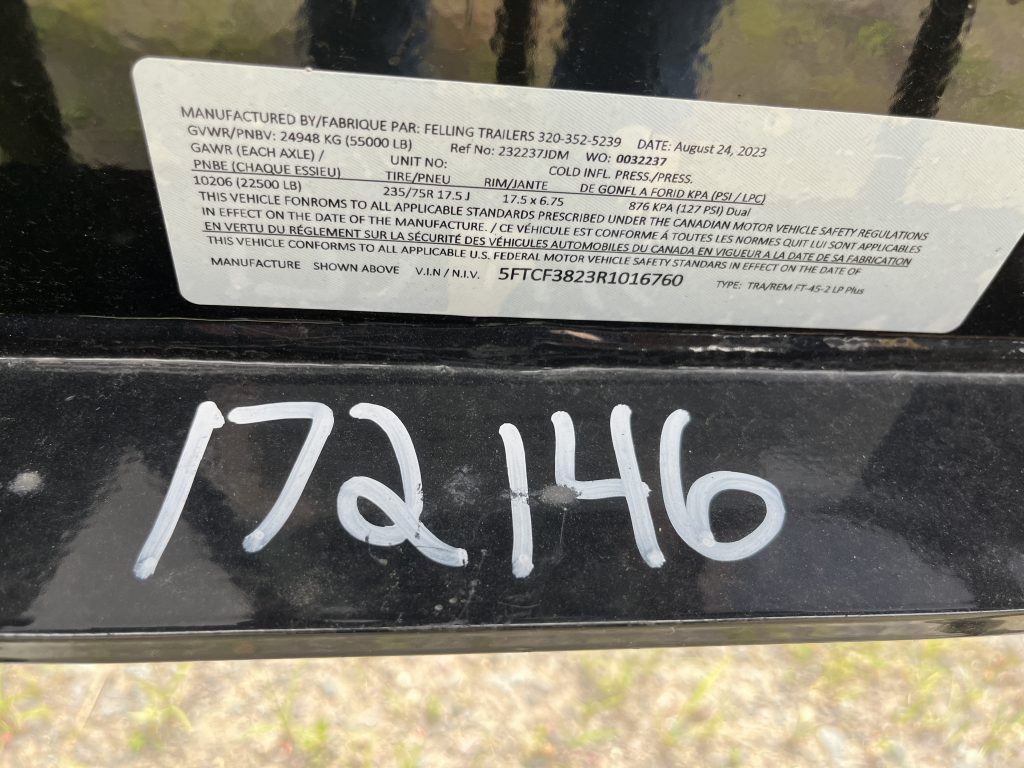 MANUFACTURED BY/FABRIQUE PAR: FELLING TRAILERS 320-352-5239 DATE: August 24, 2023
GVWR/PNBV: 24948 KG (55000 LB) Ref No: 232237JDM WO: 0032237
GAWR (EACH AXLE) / UNIT NO: COLD INFL. PRESS./PRESS.
PNBE (CHAQUE ESSIEU) TIRE/PNEU RIM/JANTE DE GONFL A FORID KPA (PSI / LPC)
10206 (22500 LB) 235/75R 17.5 J 17.5 x 6.75 876 KPA (127 PSI) Dual
THIS VEHICLE FONROMS TO ALL APPLICABLE STANDARDS PRESCRIBED UNDER THE CANADIAN MOTOR VEHICLE SAFETY REGULATIONS
IN EFFECT ON THE DATE OF THE MANUFACTURE. / CE VÉHICULE EST CONFORME Á TOUTES LES NORMES QUIT LUI SONT APPLICABLES
EN VERTU DU RÉGLEMENT SUR LA SÉCURITÉ DES VÉHICULES AUTOMOBILES DU CANADA EN VIGUEUR A LA DATE DE SA FABRICATION
THIS VEHICLE CONFORMS TO ALL APPLICABLE U.S. FEDERAL MOTOR VEHICLE SAFETY STANDARS IN EFFECT ON THE DATE OF
MANUFACTURE SHOWN ABOVE V.I.N / N.I.V. 5FTCF3823R1016760 TYPE: TRA/REM FT-45-2 LP Plus
172146